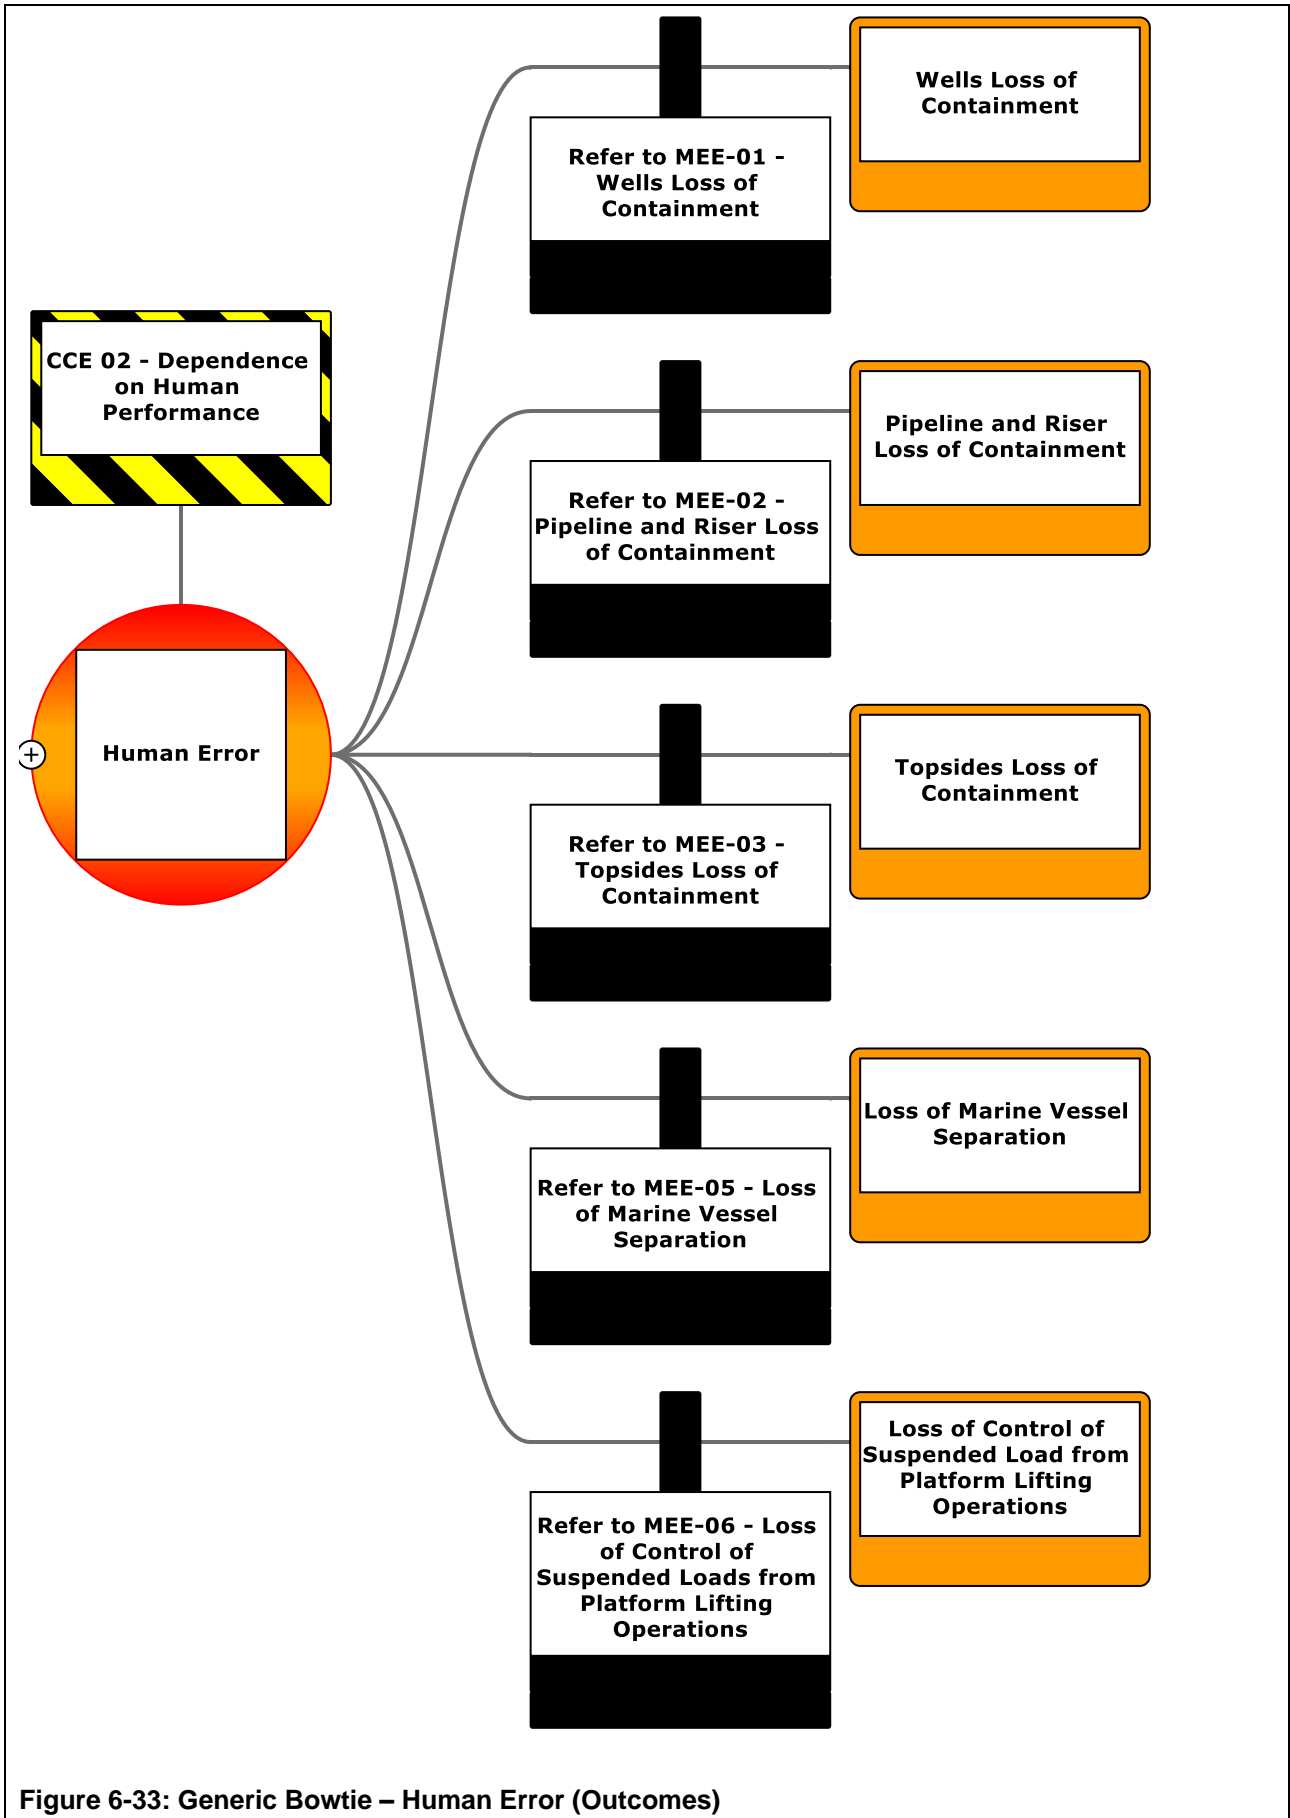 CCE 02 - Dependence
on Human
Performance
Human Error
Refer to MEE-01 -
Wells Loss of
Containment
Wells Loss of
Containment
Refer to MEE-02 -
Pipeline and Riser Loss
of Containment
Pipeline and Riser
Loss of Containment
Refer to MEE-03 -
Topsides Loss of
Containment
Topsides Loss of
Containment
Refer to MEE-05 - Loss
of Marine Vessel
Separation
Loss of Marine Vessel
Separation
Refer to MEE-06 - Loss
of Control of
Suspended Loads from
Platform Lifting
Operations
Loss of Control of
Suspended Load from
Platform Lifting
Operations
Figure 6-33: Generic Bowtie – Human Error (Outcomes)